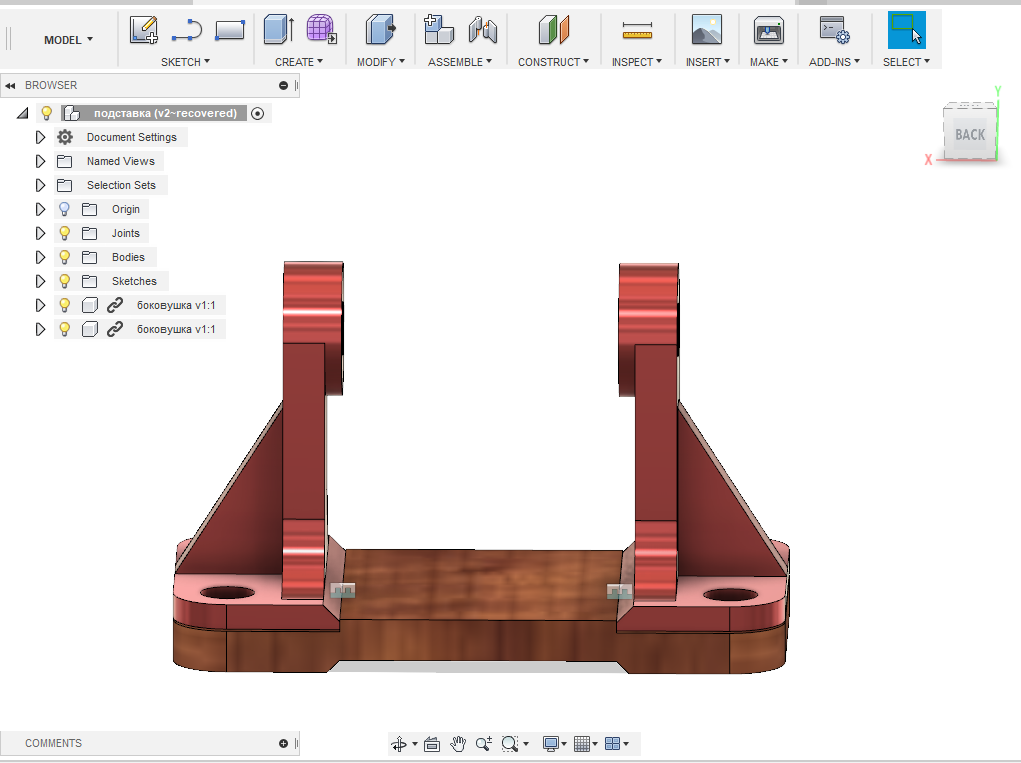 MODEL
SKETCH
CREATE
MODIFY
ASSEMBLE
CONSTRUCT
INSPECT
INSERT
MAKE
ADD-INS
SELECT
BROWSER
подставка (v2~recovered)
Document Settings
Named Views
Selection Sets
Origin
Joints
Bodies
Sketches
боковушка v1:1
боковушка v1:1
Y
BACK
X
COMMENTS